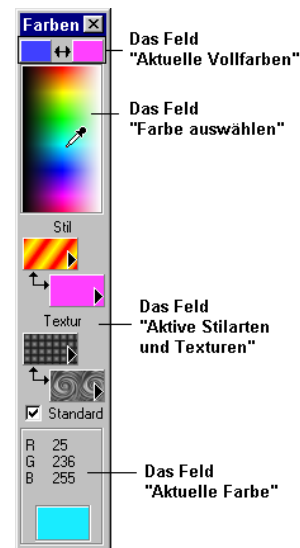 Farben
Das Feld
"Aktuelle Vollfarben"
Das Feld
"Farbe auswählen"
Stil
Textur
Das Feld
"Aktive Stilarten
und Texturen"
Standard
R 25
G 236
B 255
Das Feld
"Aktuelle Farbe"